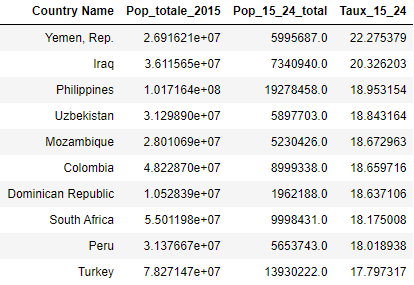 Country Name Pop_totale_2015 Pop_15_24_total Taux_15_24
Yemen, Rep. 2.691621e+07 5995687.0 22.275379
Iraq 3.611565e+07 7340940.0 20.326203
Philippines 1.017164e+08 19278458.0 18.953154
Uzbekistan 3.129890e+07 5897703.0 18.843164
Mozambique 2.801069e+07 5230426.0 18.672963
Colombia 4.822870e+07 8999338.0 18.659716
Dominican Republic 1.052839e+07 1962188.0 18.637106
South Africa 5.501198e+07 9998431.0 18.175008
Peru 3.137667e+07 5653743.0 18.018938
Turkey 7.827147e+07 13930222.0 17.797317